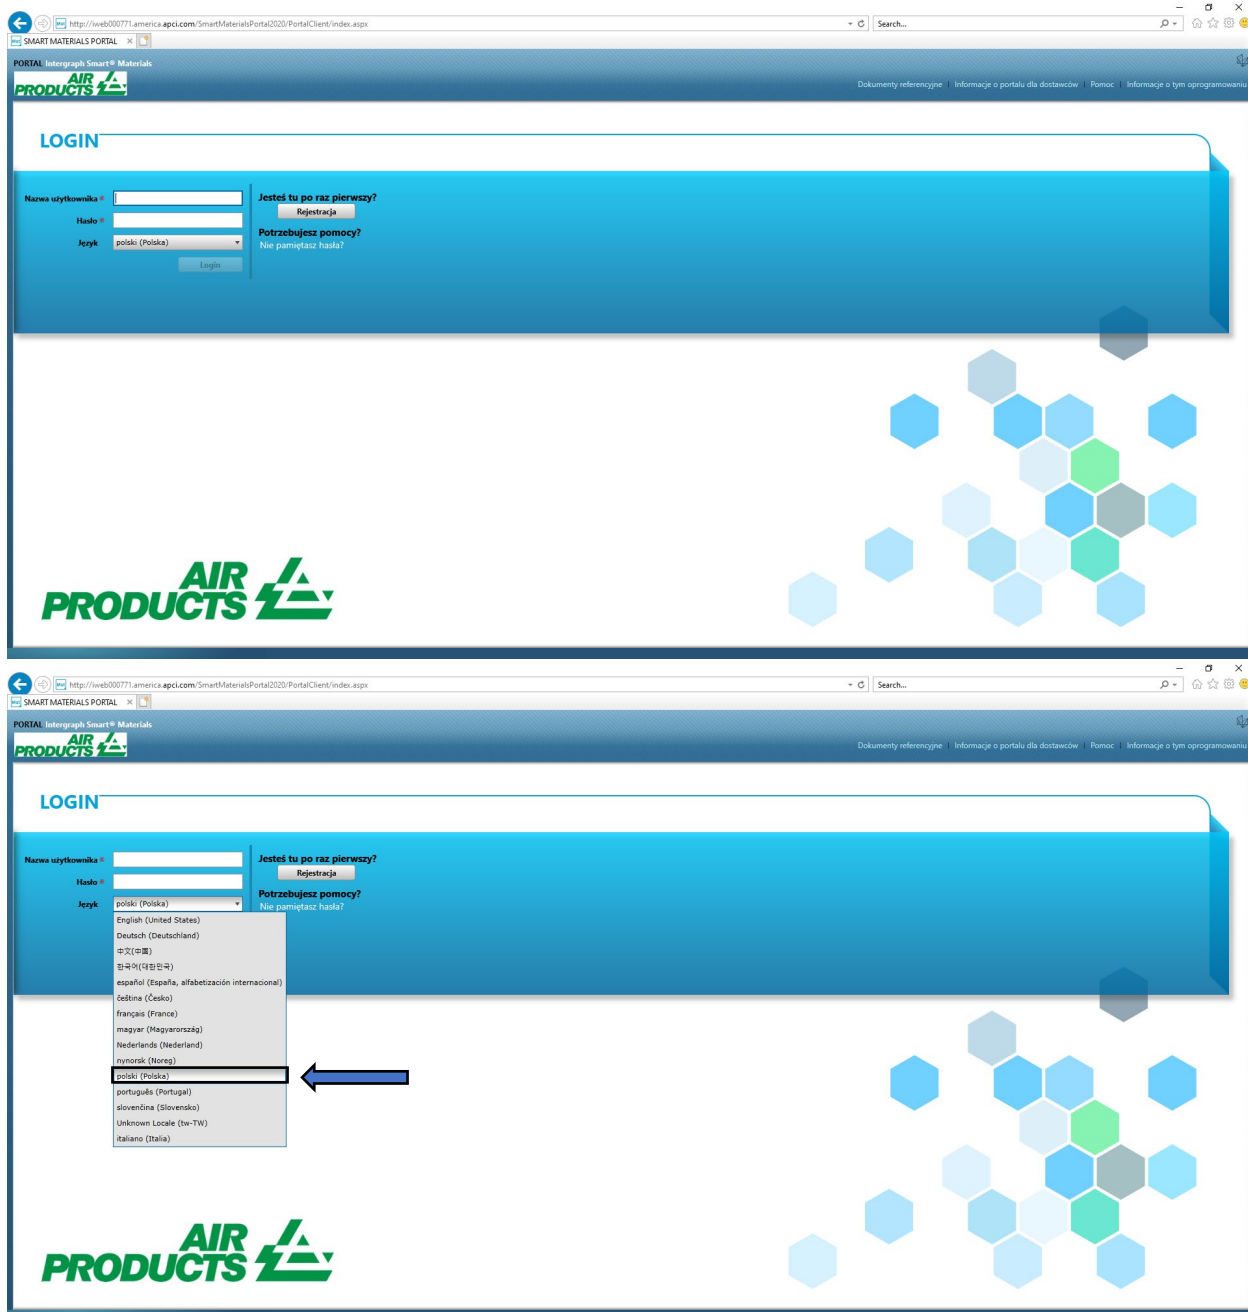 http://iweb000771.america.apci.com/SmartMaterialsPortal2020/PortalClient/index.aspx
Search...
SMART MATERIALS PORTAL
PORTAL Intergraph Smart® Materials
AIR
PRODUCTS
Dokumenty referencyjne | Informacje o portalu dla dostawców | Pomoc | Informacje o tym oprogramowaniu
LOGIN
Nazwa użytkownika *
Jesteś tu po raz pierwszy?
Rejestracja
Hasło *
Potrzebujesz pomocy?
Język polski (Polska)
Nie pamiętasz hasła?
Login
AIR
PRODUCTS
http://iweb000771.america.apci.com/SmartMaterialsPortal2020/PortalClient/index.aspx
Search...
SMART MATERIALS PORTAL
PORTAL Intergraph Smart® Materials
AIR
PRODUCTS
Dokumenty referencyjne | Informacje o portalu dla dostawców | Pomoc | Informacje o tym oprogramowaniu
LOGIN
Nazwa użytkownika *
Jesteś tu po raz pierwszy?
Rejestracja
Hasło *
Potrzebujesz pomocy?
Język polski (Polska)
Nie pamiętasz hasła?
English (United States)
Deutsch (Deutschland)
中文(中國)
한국어(대한민국)
español (España, alfabetización internacional)
čeština (Česko)
français (France)
magyar (Magyarország)
Nederlands (Nederland)
nynorsk (Noreg)
polski (Polska)
português (Portugal)
slovenčina (Slovensko)
Unknown Locale (tw-TW)
italiano (Italia)
AIR
PRODUCTS